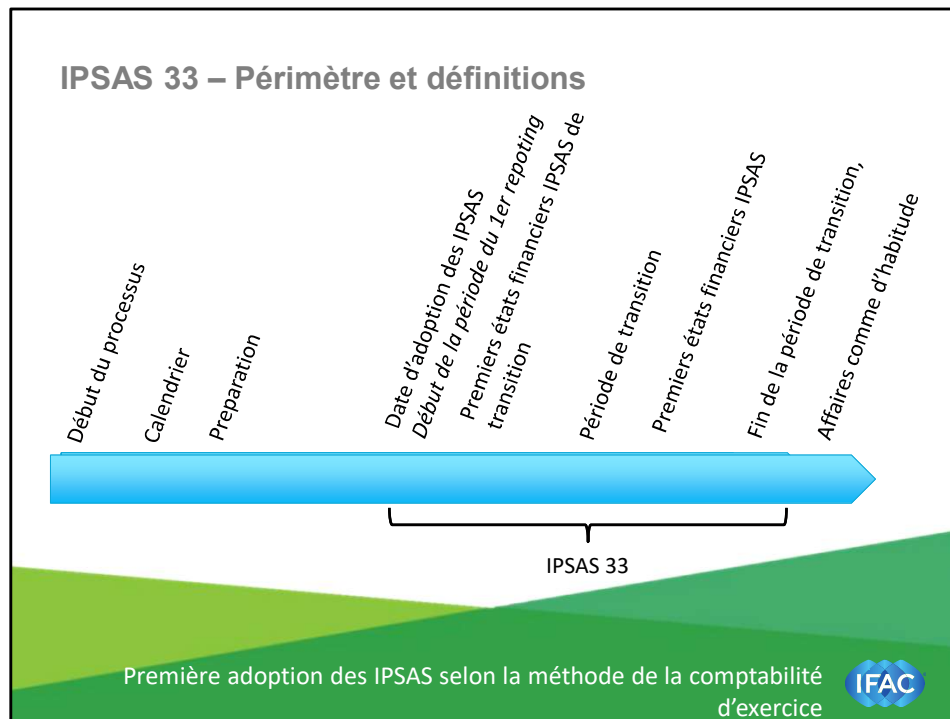 IPSAS 33 – Périmètre et définitions
Début du processus
Calendrier
Preparation
Date d'adoption des IPSAS
Début de la période du 1er repoting
Premiers états financiers IPSAS de
transition
Période de transition
Premiers états financiers IPSAS
Fin de la période de transition,
Affaires comme d'habitude
IPSAS 33
Première adoption des IPSAS selon la méthode de la comptabilité
d'exercice
IFAC